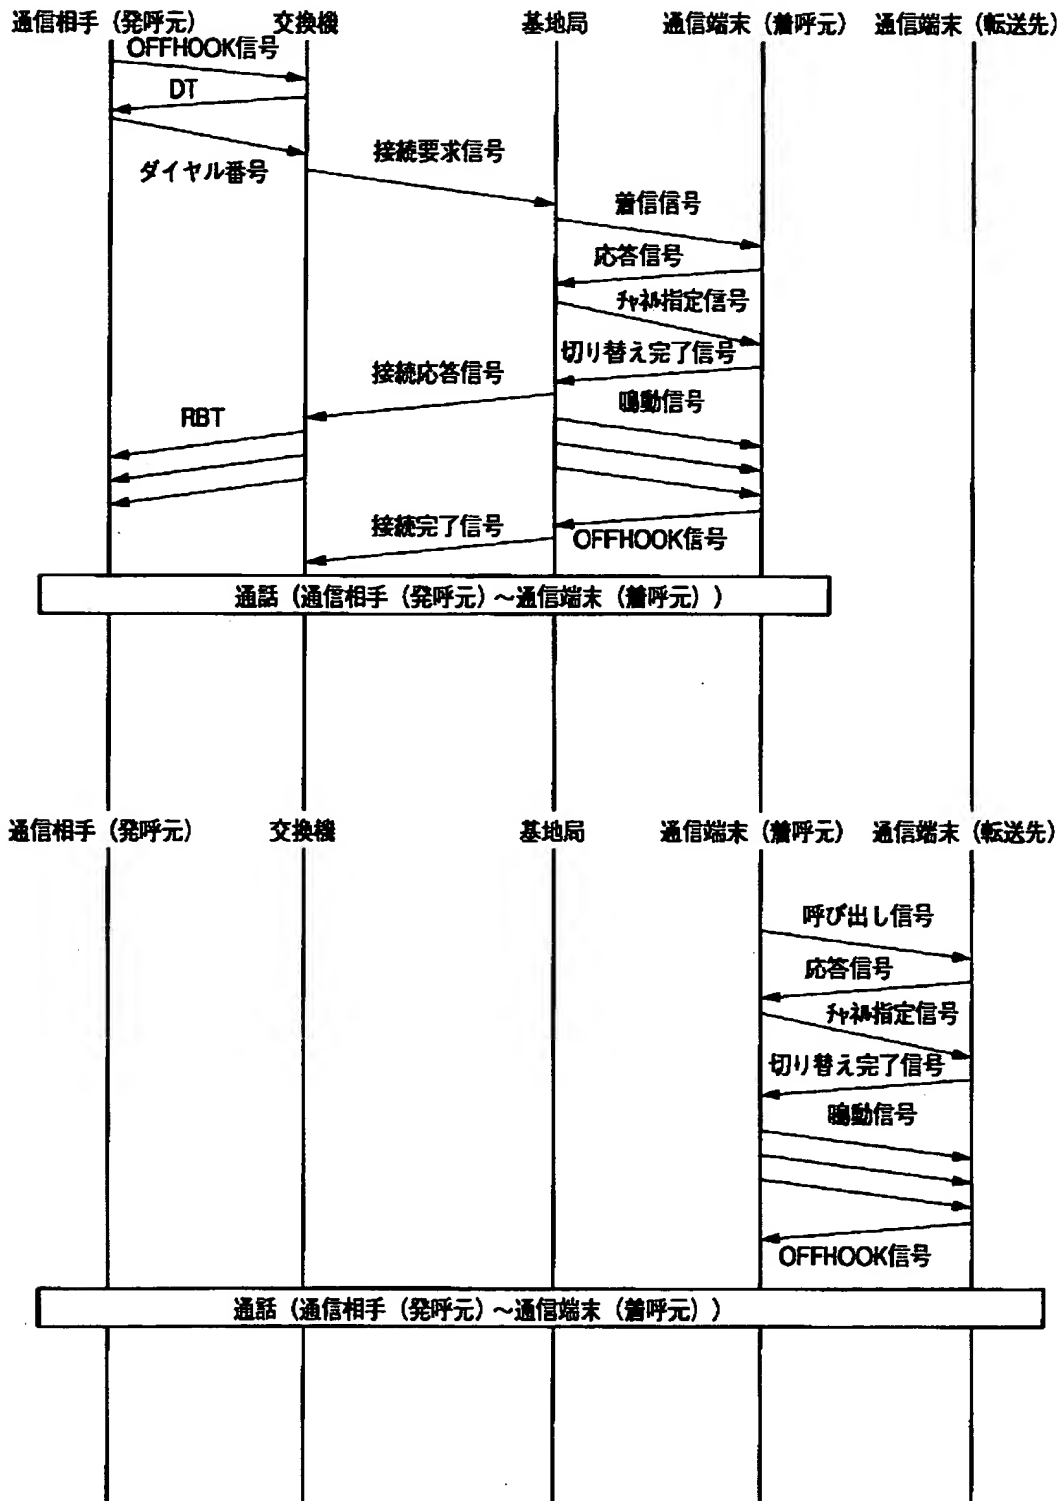 通信相手（発呼元） 交換機 基地局 通信端末（着呼元） 通信端末（転送先）
OFFHOOK信号
DT
ダイヤル番号
接続要求信号
着信信号
応答信号
ﾁｬﾈﾙ指定信号
切り替え完了信号
接続応答信号
鳴動信号
RBT
接続完了信号
OFFHOOK信号
通話（通信相手（発呼元）～通信端末（着呼元））
通信相手（発呼元） 交換機 基地局 通信端末（着呼元） 通信端末（転送先）
呼び出し信号
応答信号
ﾁｬﾈﾙ指定信号
切り替え完了信号
鳴動信号
OFFHOOK信号
通話（通信相手（発呼元）～通信端末（着呼元））